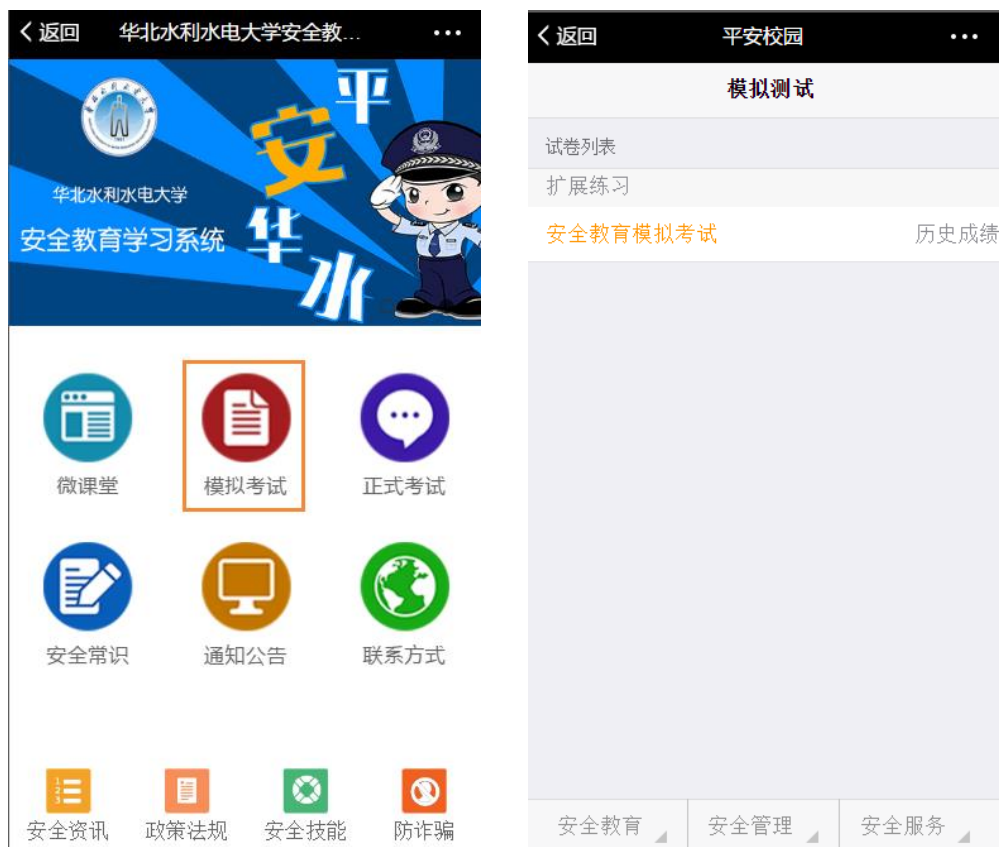 返回 华北水利水电大学安全教...
平
安
华
水
华北水利水电大学
安全教育学习系统
微课堂 模拟考试 正式考试
安全常识 通知公告 联系方式
安全资讯 政策法规 安全技能 防诈骗
返回 平安校园
模拟测试
试卷列表
扩展练习
安全教育模拟考试 历史成绩
安全教育 安全管理 安全服务